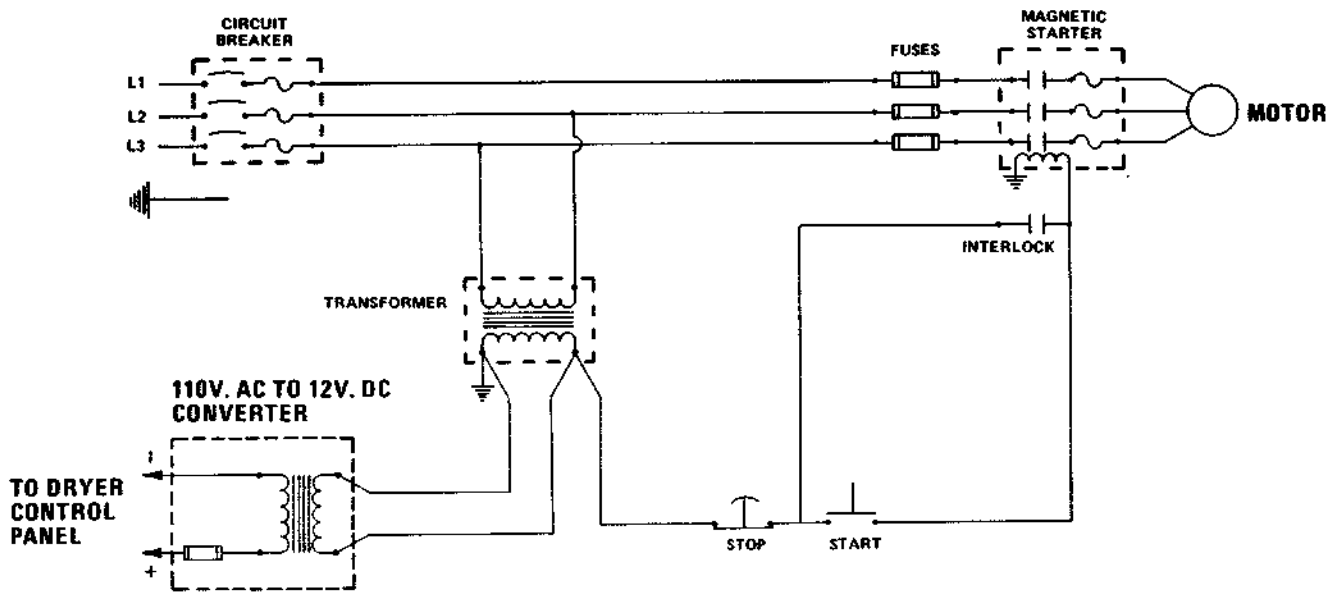 CIRCUIT
BREAKER
MAGNETIC
STARTER
FUSES
L1
L2
L3
MOTOR
INTERLOCK
TRANSFORMER
110V. AC TO 12V. DC
CONVERTER
TO DRYER
CONTROL
PANEL
+
STOP
START